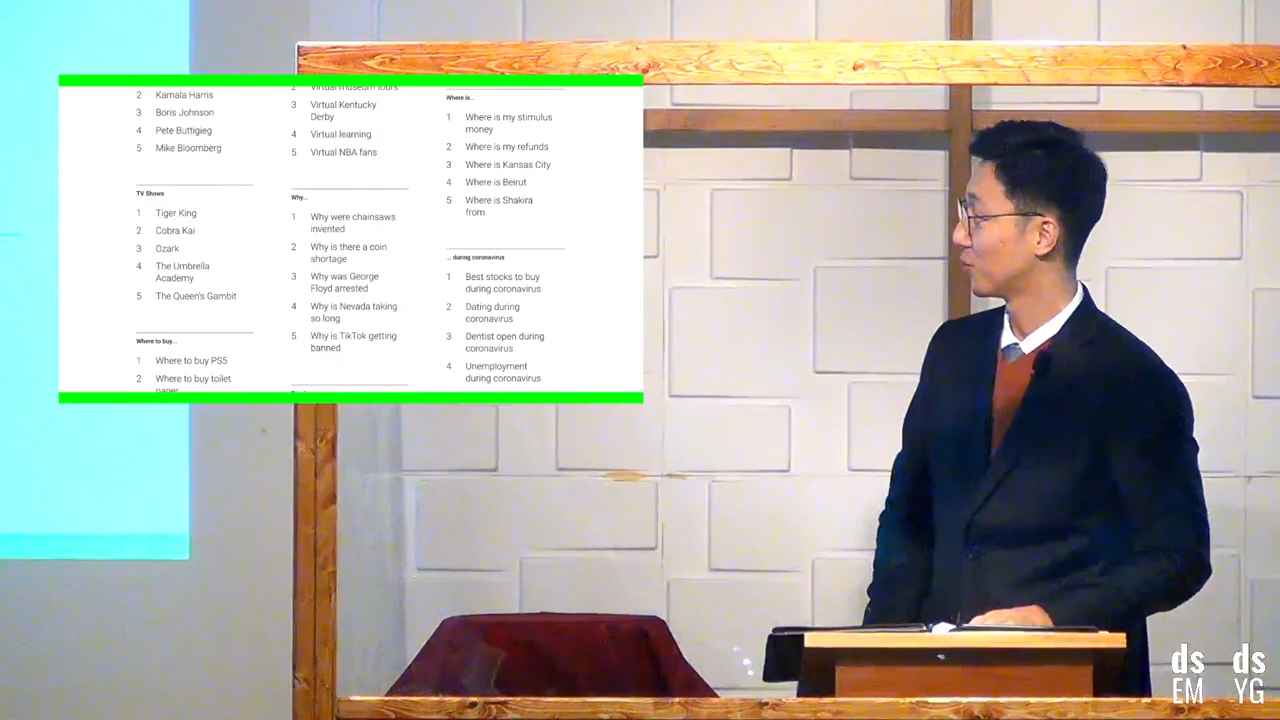 2 Kamala Harris
3 Boris Johnson
4 Pete Buttigieg
5 Mike Bloomberg
TV Shows
1 Tiger King
2 Cobra Kai
3 Ozark
4 The Umbrella
Academy
5 The Queen's Gambit
Where to buy...
1 Where to buy PS5
2 Where to buy toilet
paper
2 Virtual museum tours
3 Virtual Kentucky
Derby
4 Virtual learning
5 Virtual NBA fans
Why...
1 Why were chainsaws
invented
2 Why is there a coin
shortage
3 Why was George
Floyd arrested
4 Why is Nevada taking
so long
5 Why is TikTok getting
banned
Where is...
1 Where is my stimulus
money
2 Where is my refunds
3 Where is Kansas City
4 Where is Beirut
5 Where is Shakira
from
... during coronavirus
1 Best stocks to buy
during coronavirus
2 Dating during
coronavirus
3 Dentist open during
coronavirus
4 Unemployment
during coronavirus
ds ds
EM YG